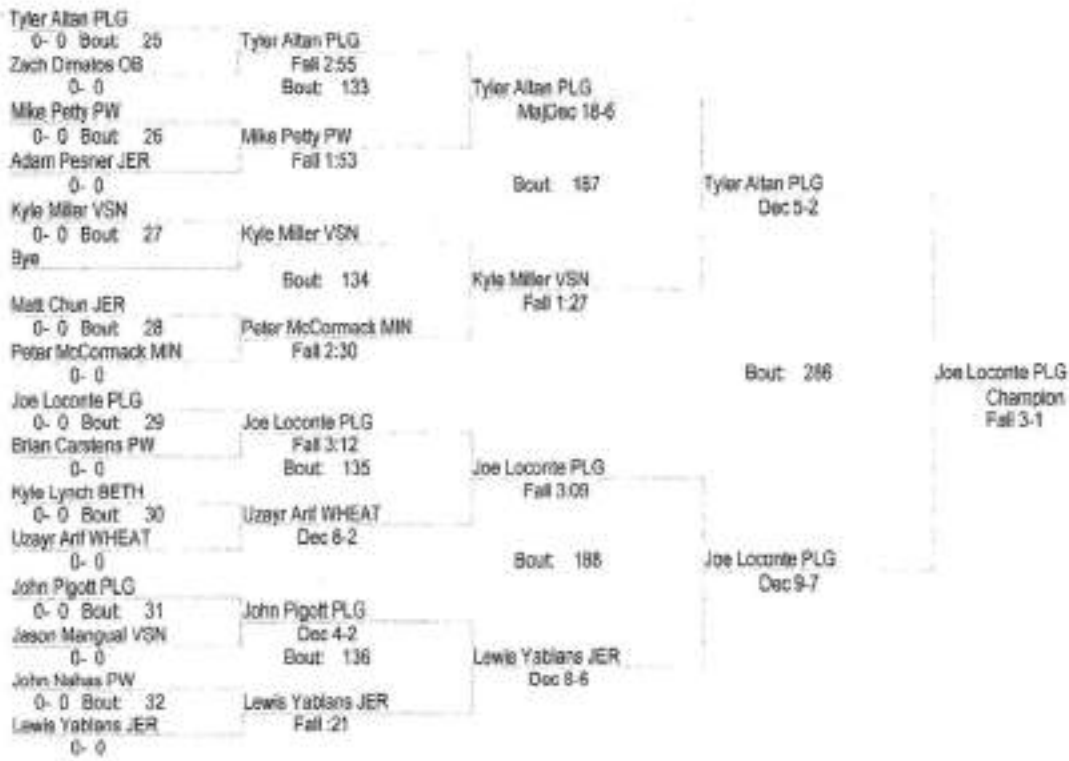 Tyler Altan PLG
0- 0 Bout: 25
Zach Dimatos OB
0- 0
Mike Petty PW
0- 0 Bout: 26
Adam Pesner JER
0- 0
Kyle Miller VSN
0- 0 Bout: 27
Bye
Matt Chun JER
0- 0 Bout: 28
Peter McCormack MIN
0- 0
Joe Loconte PLG
0- 0 Bout: 29
Brian Carstens PW
0- 0
Kyle Lynch BETH
0- 0 Bout: 30
Uzayr Arif WHEAT
0- 0
John Pigott PLG
0- 0 Bout: 31
Jason Mangual VSN
0- 0
John Nahas PW
0- 0 Bout: 32
Lewis Yablans JER
0- 0
Tyler Altan PLG
Fall 2:55
Bout: 133
Mike Petty PW
Fall 1:53
Kyle Miller VSN
Bout: 134
Peter McCormack MIN
Fall 2:30
Joe Loconte PLG
Fall 3:12
Bout: 135
Uzayr Arif WHEAT
Dec 6-2
John Pigott PLG
Dec 4-2
Bout: 136
Lewis Yablans JER
Fall :21
Tyler Altan PLG
MajDec 18-6
Bout: 187
Kyle Miller VSN
Fall 1:27
Joe Loconte PLG
Fall 3:09
Bout: 188
Lewis Yablans JER
Dec 8-6
Tyler Altan PLG
Dec 5-2
Bout: 286
Joe Loconte PLG
Dec 9-7
Joe Loconte PLG
Champion
Fall 3-1